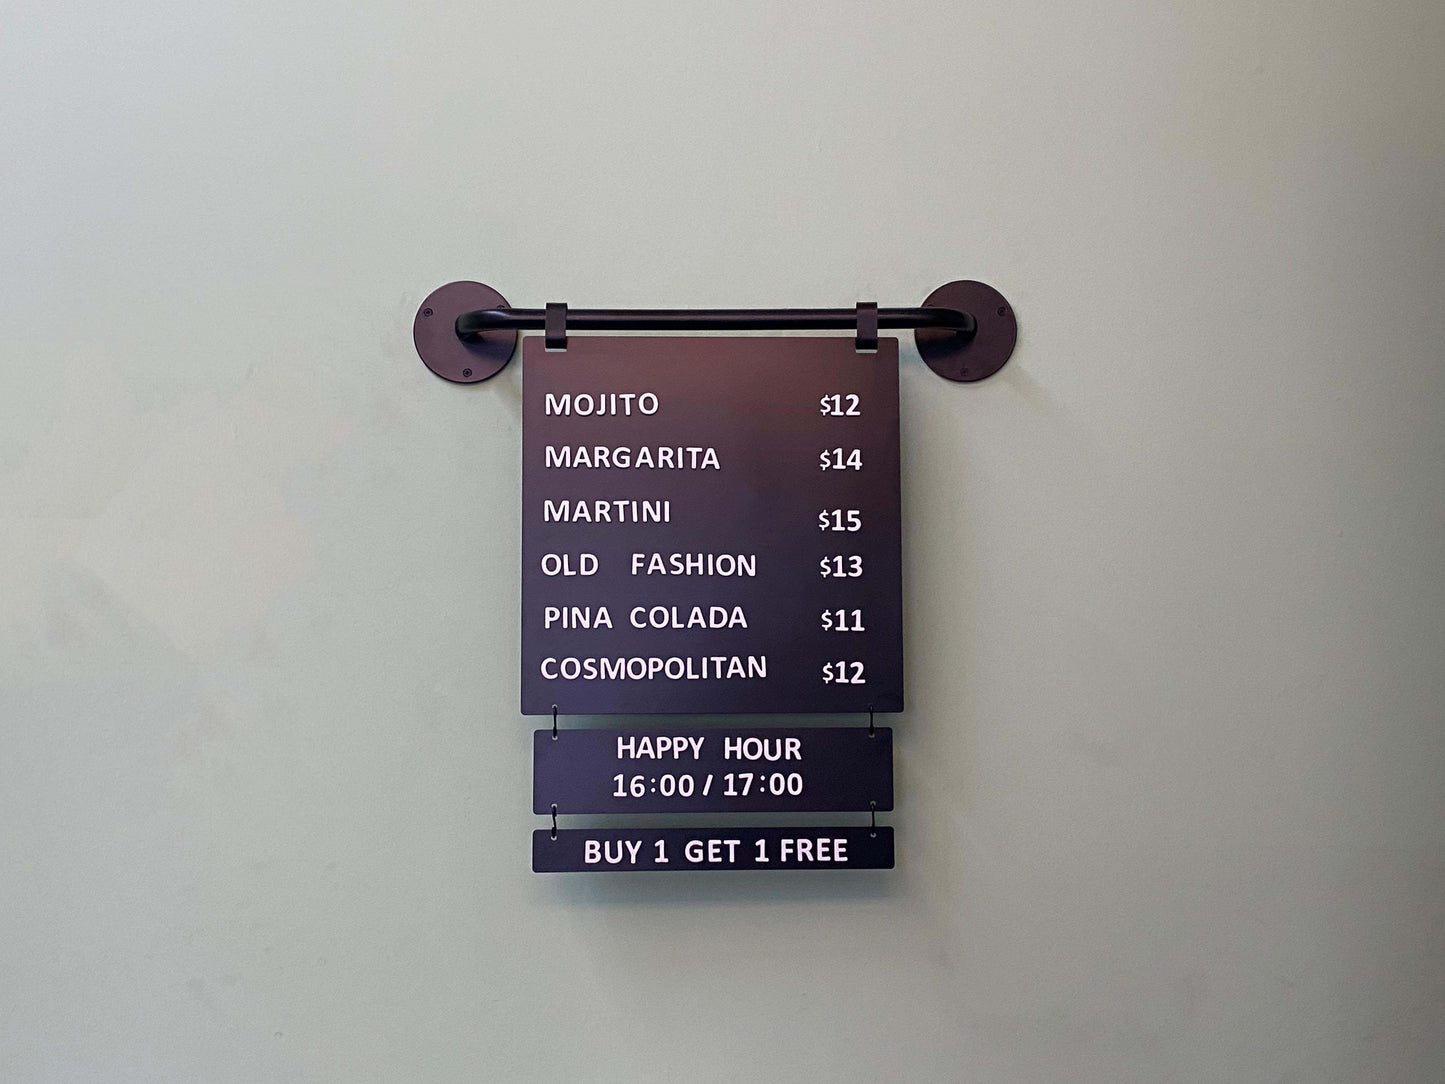 MOJITO $12
MARGARITA $14
MARTINI $15
OLD FASHION $13
PINA COLADA $11
COSMOPOLITAN $12
HAPPY HOUR
16:00 / 17:00
BUY 1 GET 1 FREE